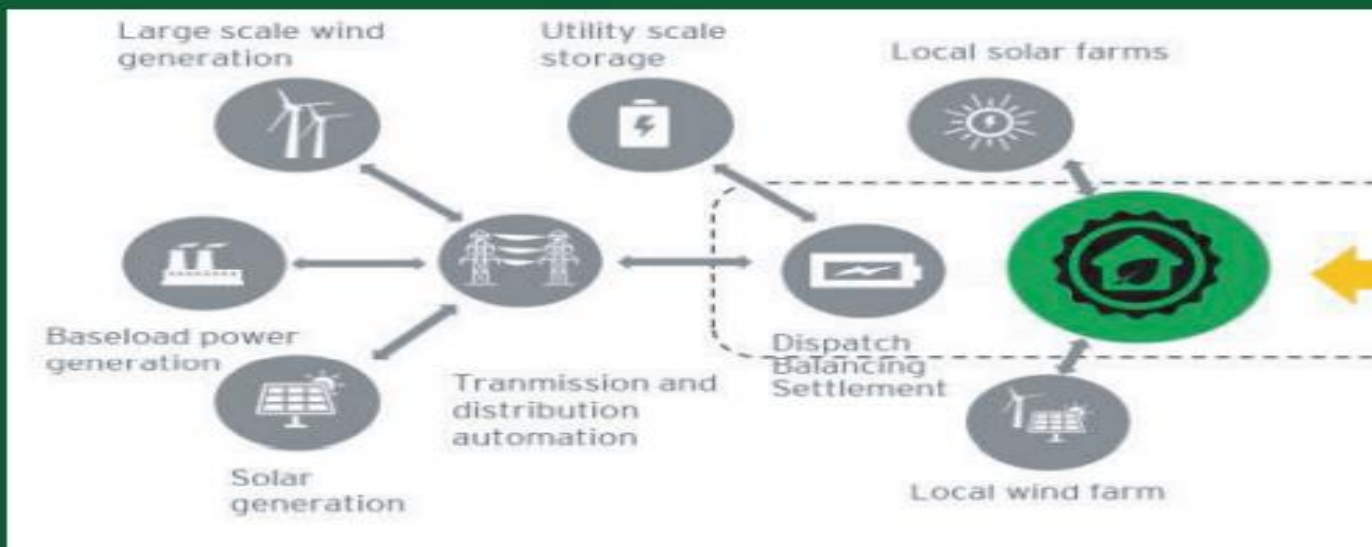 Large scale wind
generation
Utility scale
storage
Local solar farms
Baseload power
generation
Dispatch
Balancing
Settlement
Tranmission and
distribution
automation
Solar
generation
Local wind farm